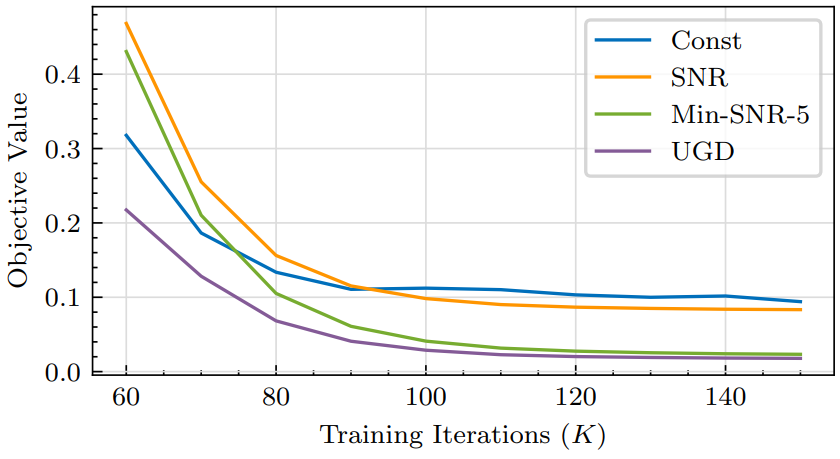 Objective Value
0.4
0.3
0.2
0.1
0.0
Const
SNR
Min-SNR-5
UGD
60 80 100 120 140
Training Iterations (K)